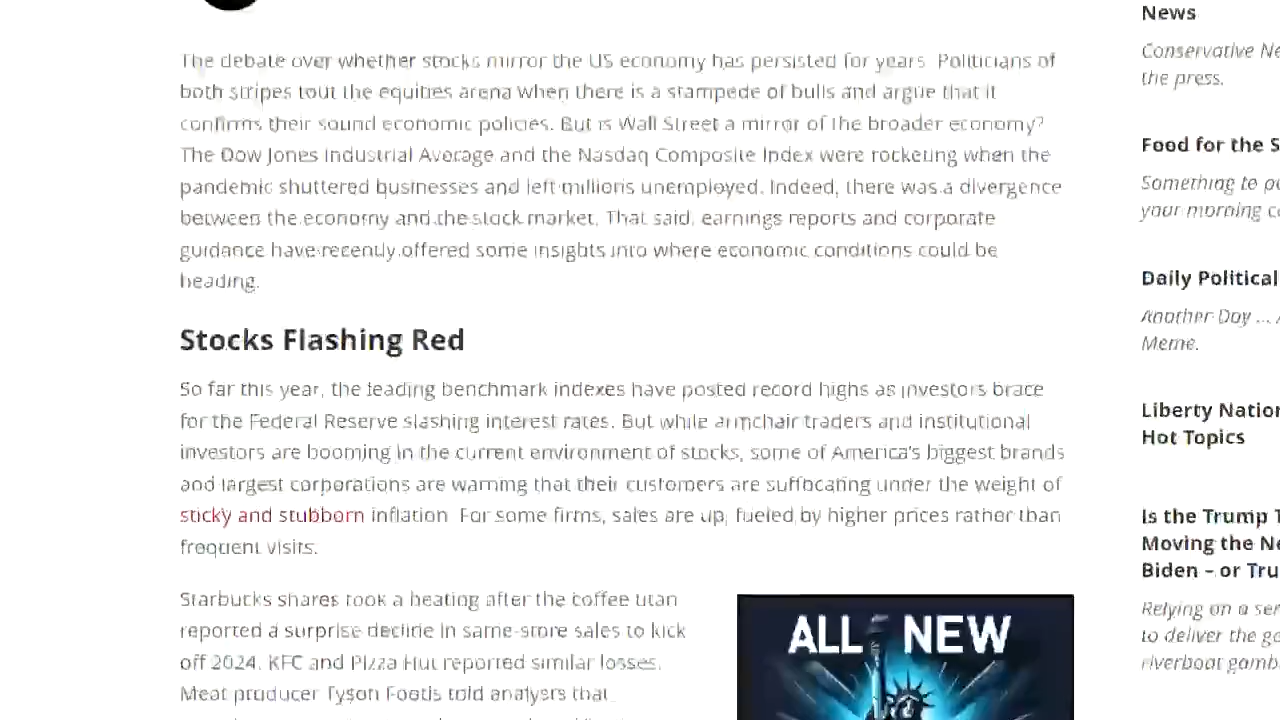 The debate over whether stocks mirror the US economy has persisted for years. Politicians of
both stripes tout the equities arena when there is a stampede of bulls and argue that it
confirms their sound economic policies. But is Wall Street a mirror of the broader economy?
The Dow Jones Industrial Average and the Nasdaq Composite Index were rocketing when the
pandemic shuttered businesses and left millions unemployed. Indeed, there was a divergence
between the economy and the stock market. That said, earnings reports and corporate
guidance have recently offered some insights into where economic conditions could be
heading.
Stocks Flashing Red
So far this year, the leading benchmark indexes have posted record highs as investors brace
for the Federal Reserve slashing interest rates. But while armchair traders and institutional
investors are booming in the current environment of stocks, some of America's biggest brands
and largest corporations are warning that their customers are suffocating under the weight of
sticky and stubborn inflation. For some firms, sales are up, fueled by higher prices rather than
frequent visits.
Starbucks shares took a beating after the coffee titan
reported a surprise decline in same-store sales to kick
off 2024. KFC and Pizza Hut reported similar losses.
Meat producer Tyson Foods told analysts that
ALL NEW
News
Conservative Ne
the press.
Food for the S
Something to po
your morning co
Daily Political
Another Day ...
Meme.
Liberty Nation
Hot Topics
Is the Trump T
Moving the Ne
Biden – or Tru
Relying on a ser
to deliver the go
riverboat gamb